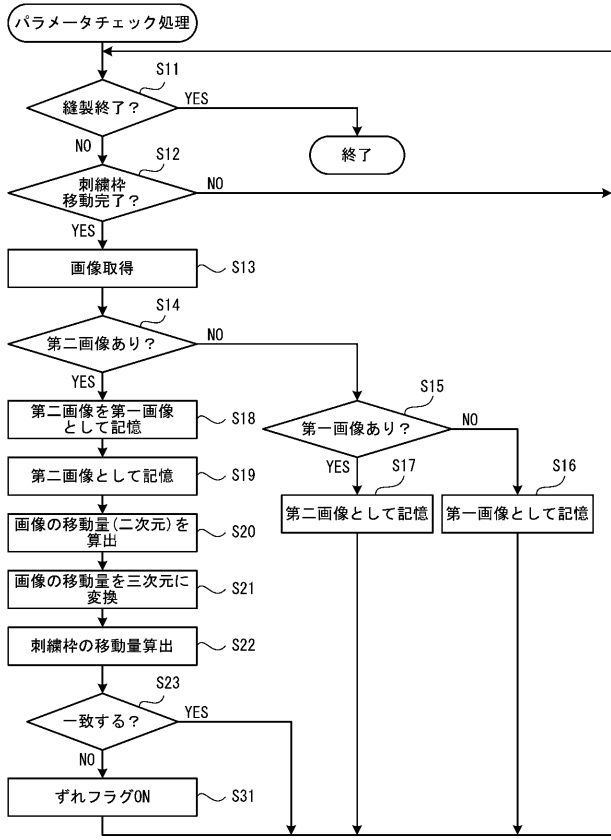 パラメータチェック処理
S11
縫製終了?
YES
NO
終了
S12
刺繍枠
移動完了?
NO
YES
画像取得
S13
S14
第二画像あり?
NO
YES
S15
第一画像あり?
NO
YES
第二画像を第一画像
として記憶
S18
S17
第二画像として記憶
S16
第一画像として記憶
第二画像として記憶
S19
画像の移動量(二次元)を
算出
S20
画像の移動量を三次元に
変換
S21
刺繍枠の移動量算出
S22
S23
一致する?
YES
NO
ずれフラグON
S31